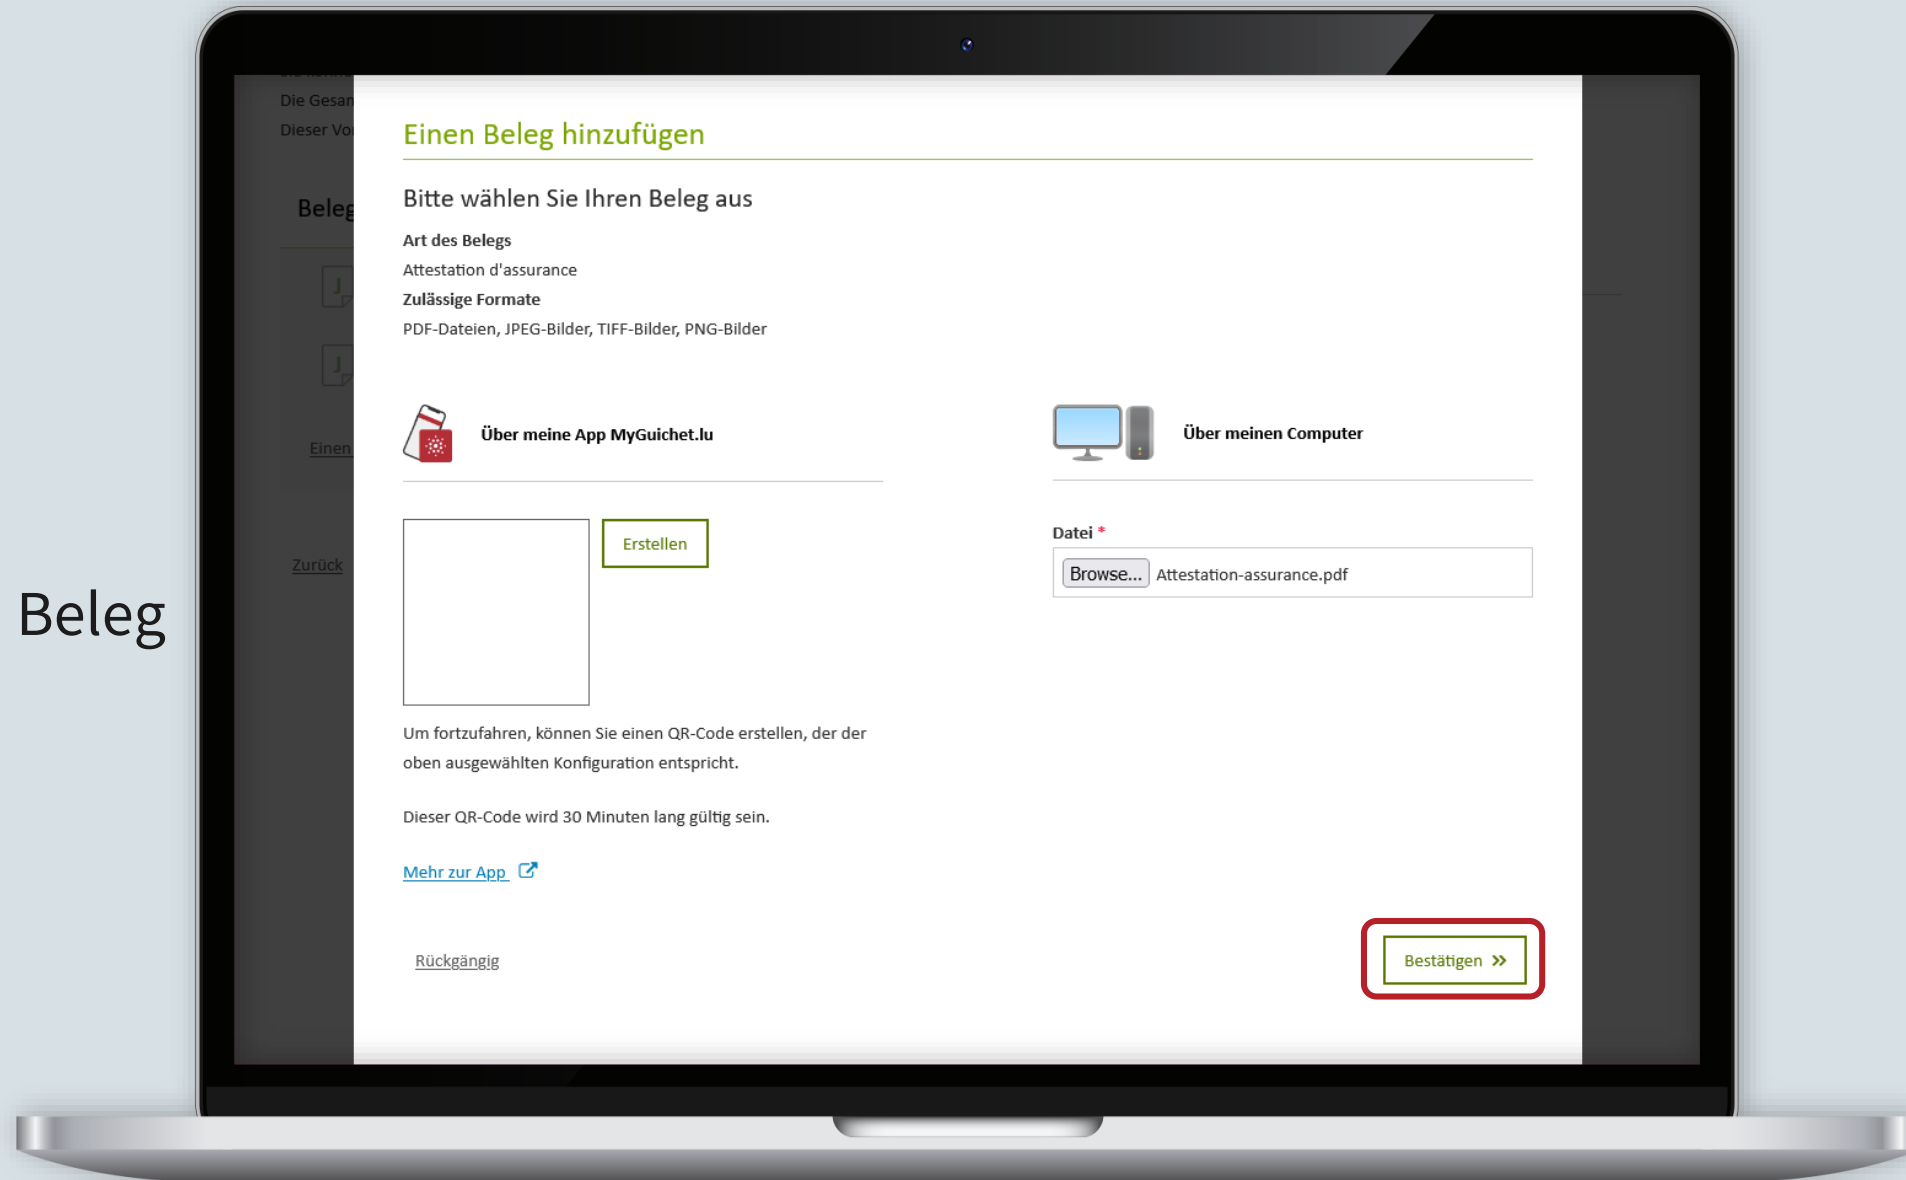 Die Gesan
Dieser Vo
Beleg
J
J
Einen
Zurück
Beleg
Einen Beleg hinzufügen
Bitte wählen Sie Ihren Beleg aus
Art des Belegs
Attestation d'assurance
Zulässige Formate
PDF-Dateien, JPEG-Bilder, TIFF-Bilder, PNG-Bilder
Über meine App MyGuichet.lu
Erstellen
Um fortzufahren, können Sie einen QR-Code erstellen, der der
oben ausgewählten Konfiguration entspricht.
Dieser QR-Code wird 30 Minuten lang gültig sein.
Mehr zur App
Über meinen Computer
Datei *
Browse... Attestation-assurance.pdf
Rückgängig
Bestätigen »